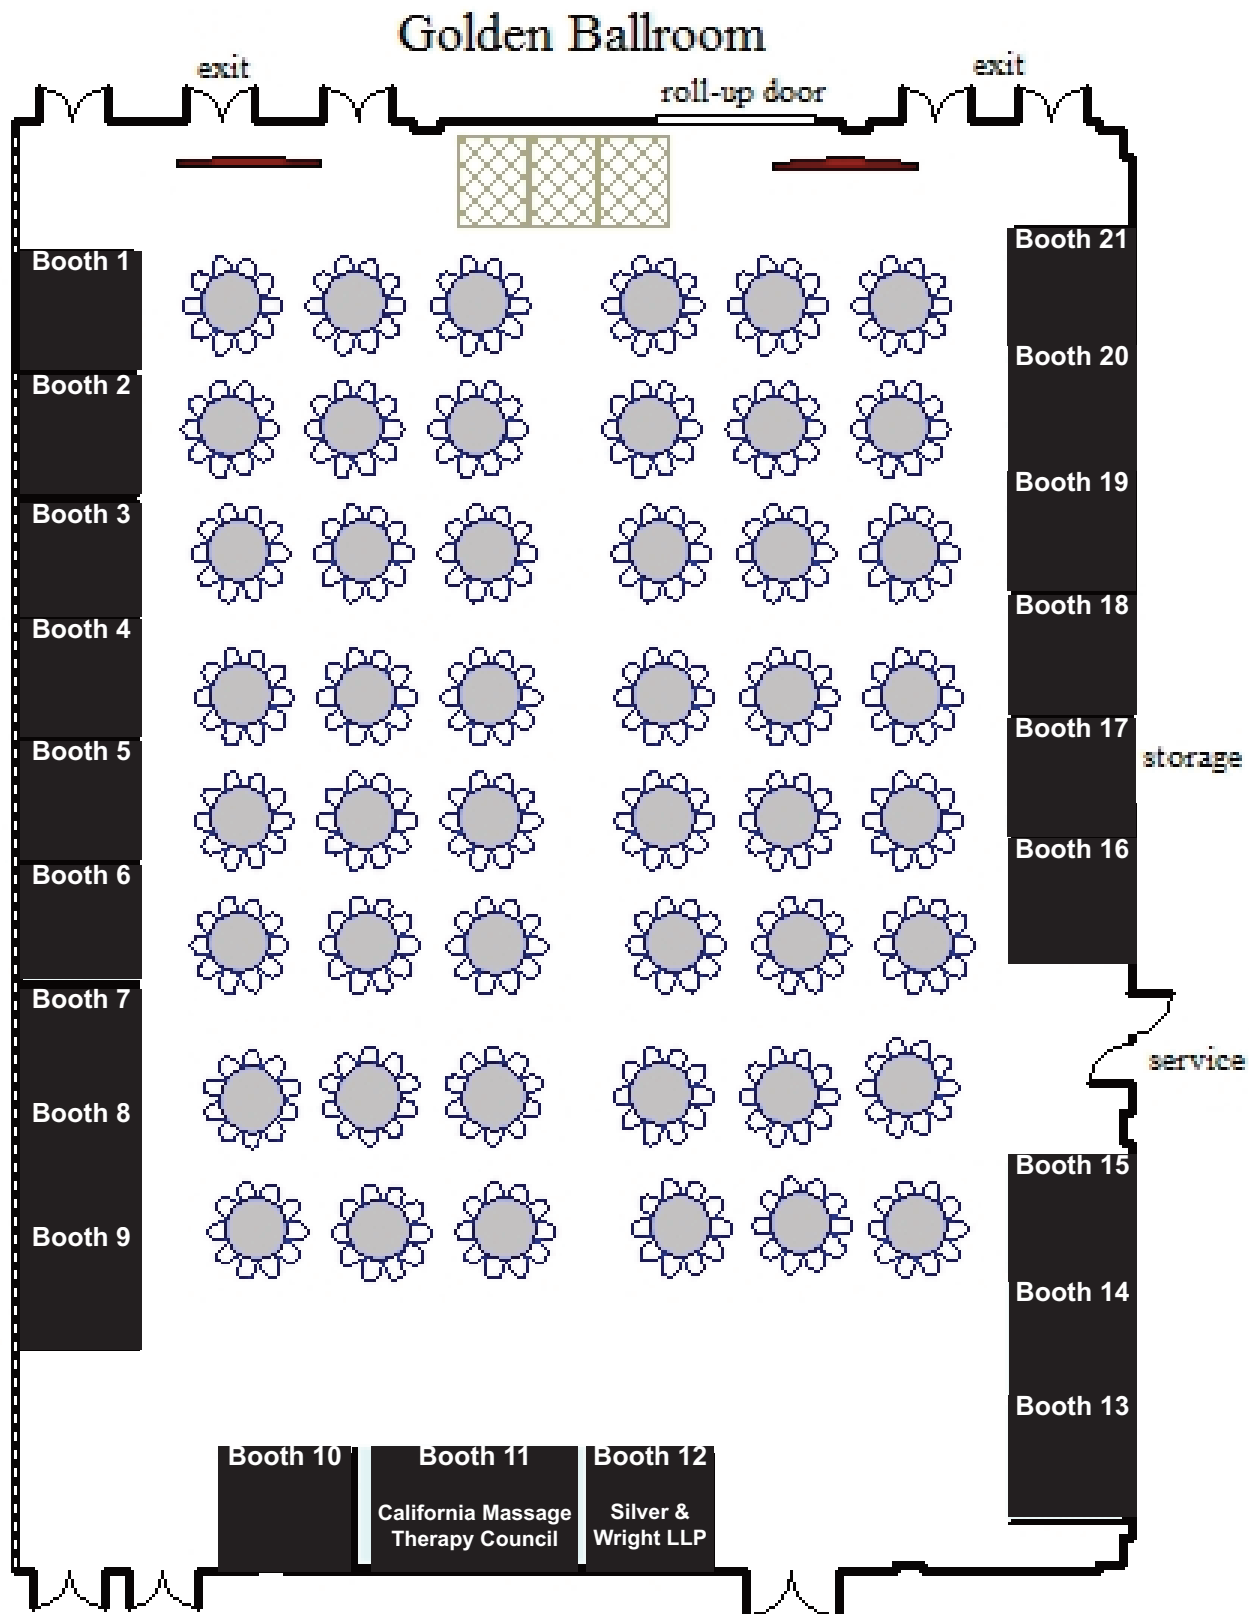 Golden Ballroom
exit
exit
roll-up door
Booth 1
Booth 2
Booth 3
Booth 4
Booth 5
Booth 6
Booth 7
Booth 8
Booth 9
Booth 21
Booth 20
Booth 19
Booth 18
Booth 17
storage
Booth 16
service
Booth 15
Booth 14
Booth 13
Booth 10
Booth 11
California Massage
Therapy Council
Booth 12
Silver &
Wright LLP